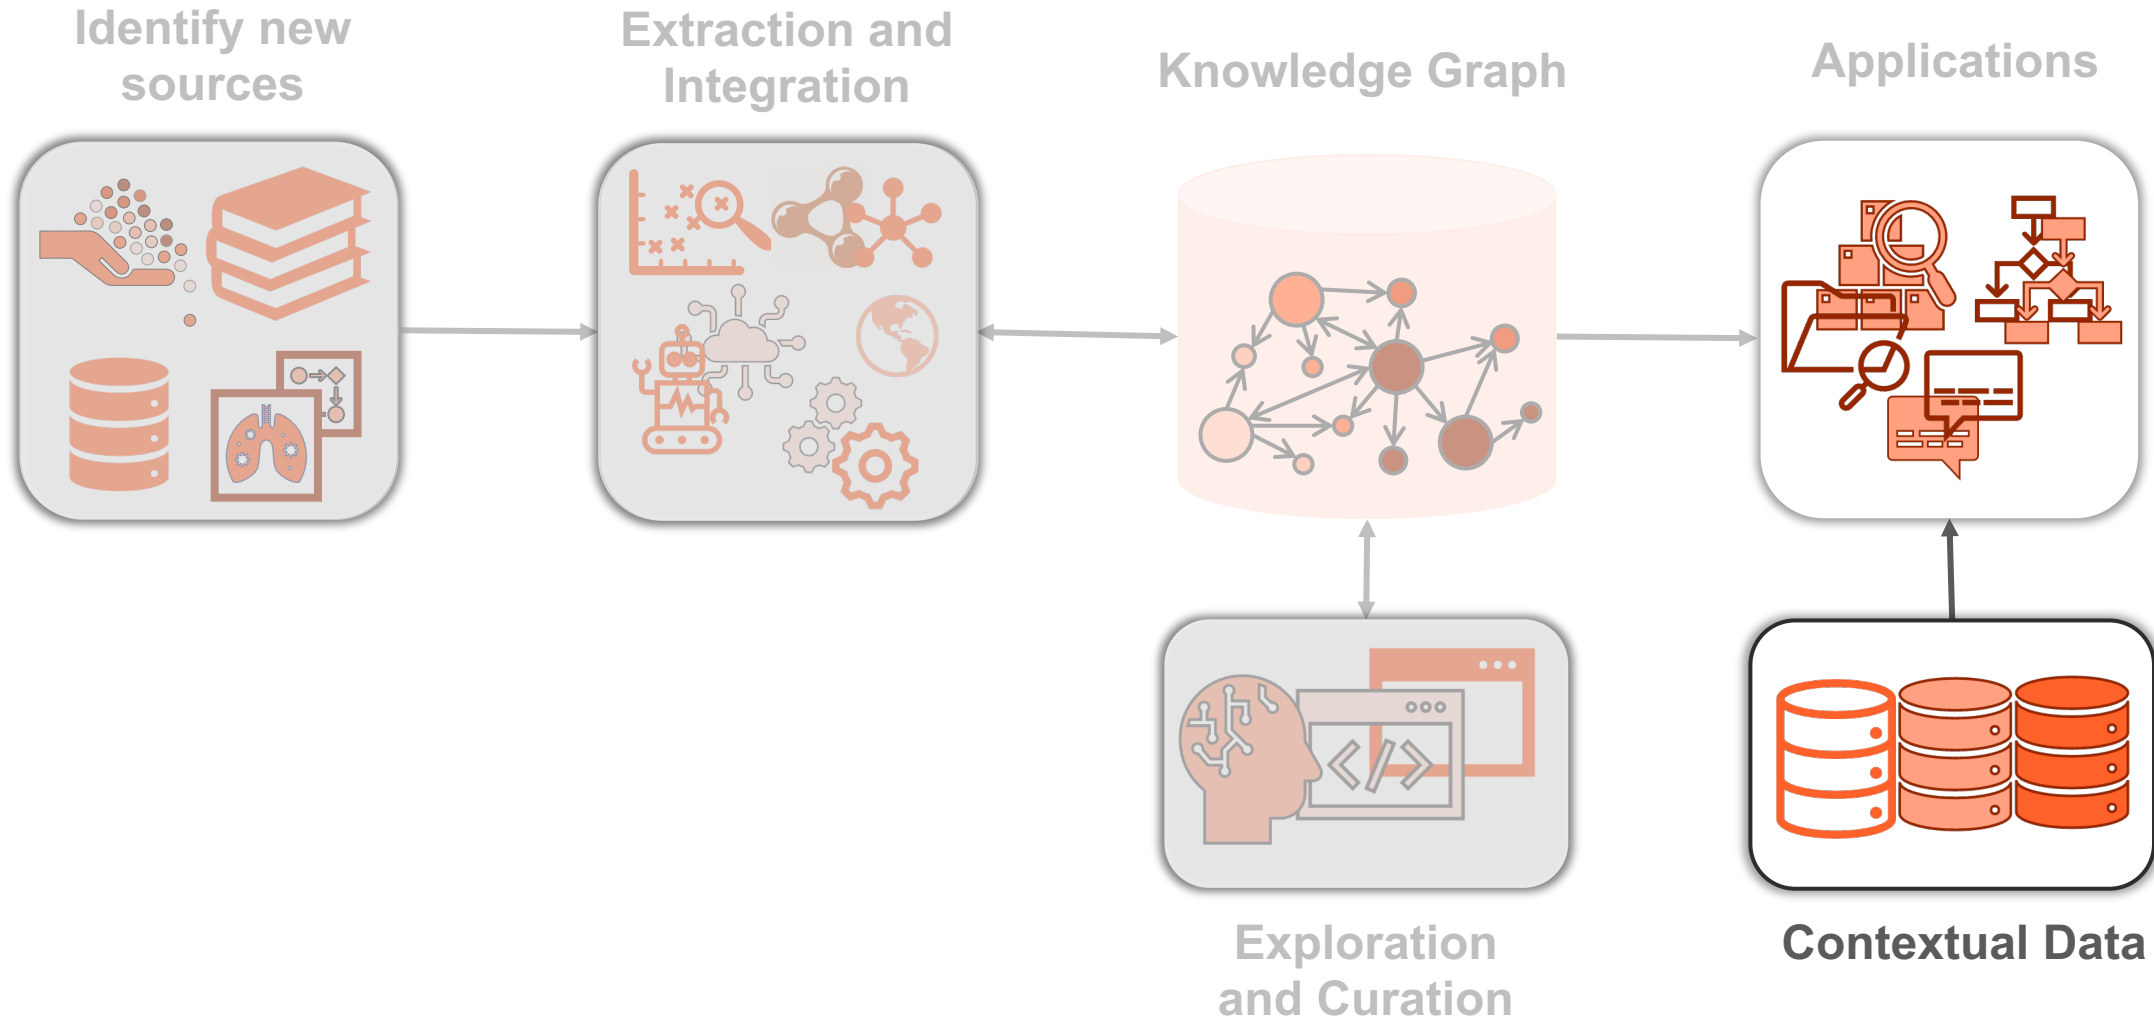 Identify new
sources
Extraction and
Integration
Knowledge Graph
Applications
</>
Exploration
and Curation
Contextual Data